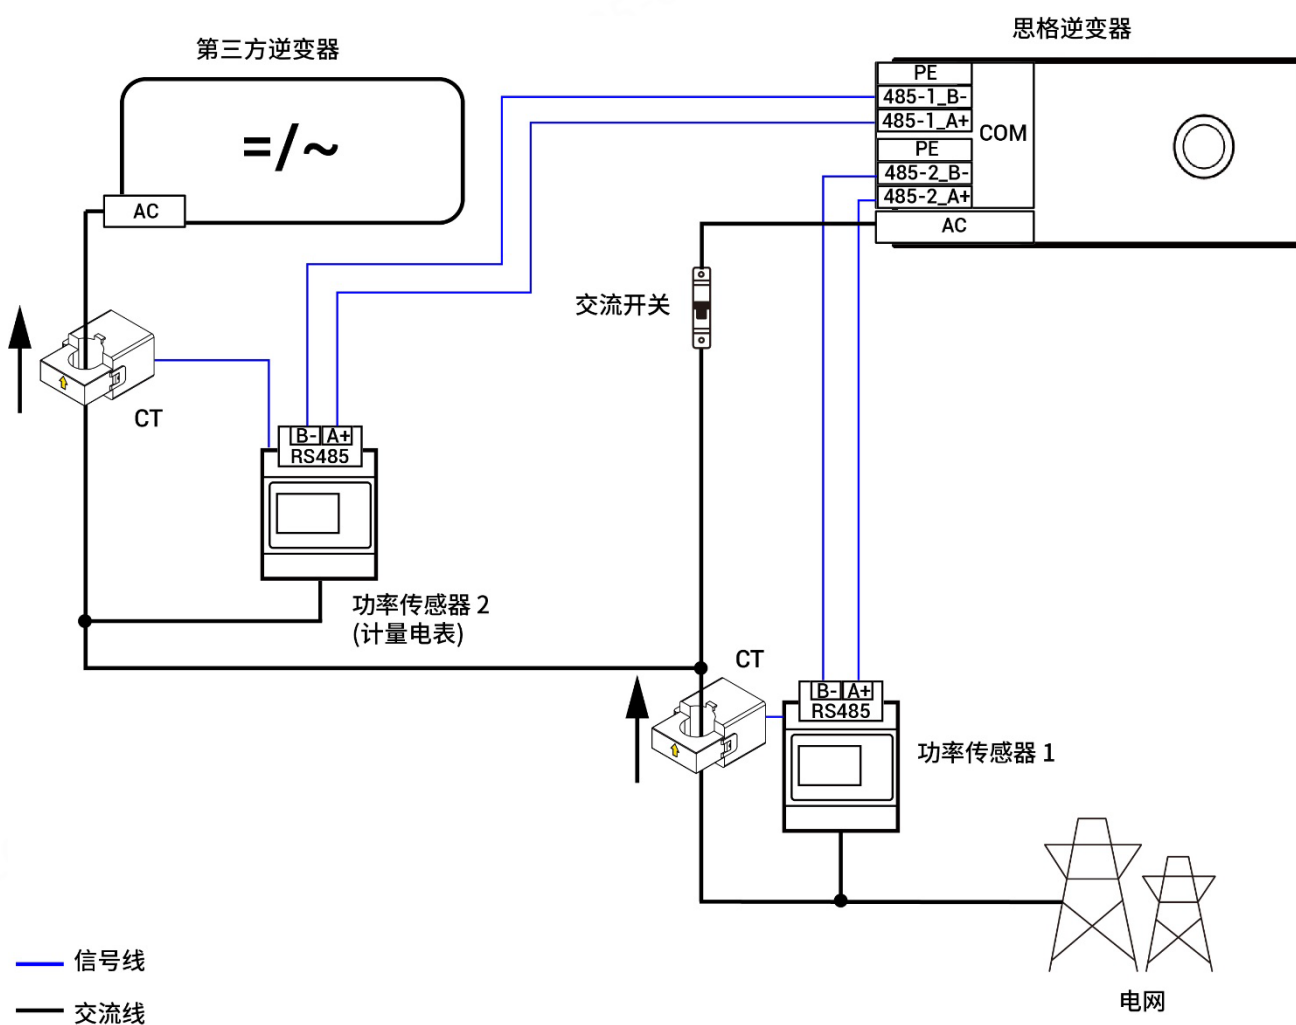 思格逆变器
第三方逆变器
=/~
PE
485-1_B-
485-1_A+
COM
PE
485-2_B-
485-2_A+
AC
AC
交流开关
CT
B- A+
RS485
功率传感器 2
(计量电表)
CT
B- A+
RS485
功率传感器 1
信号线
电网
交流线